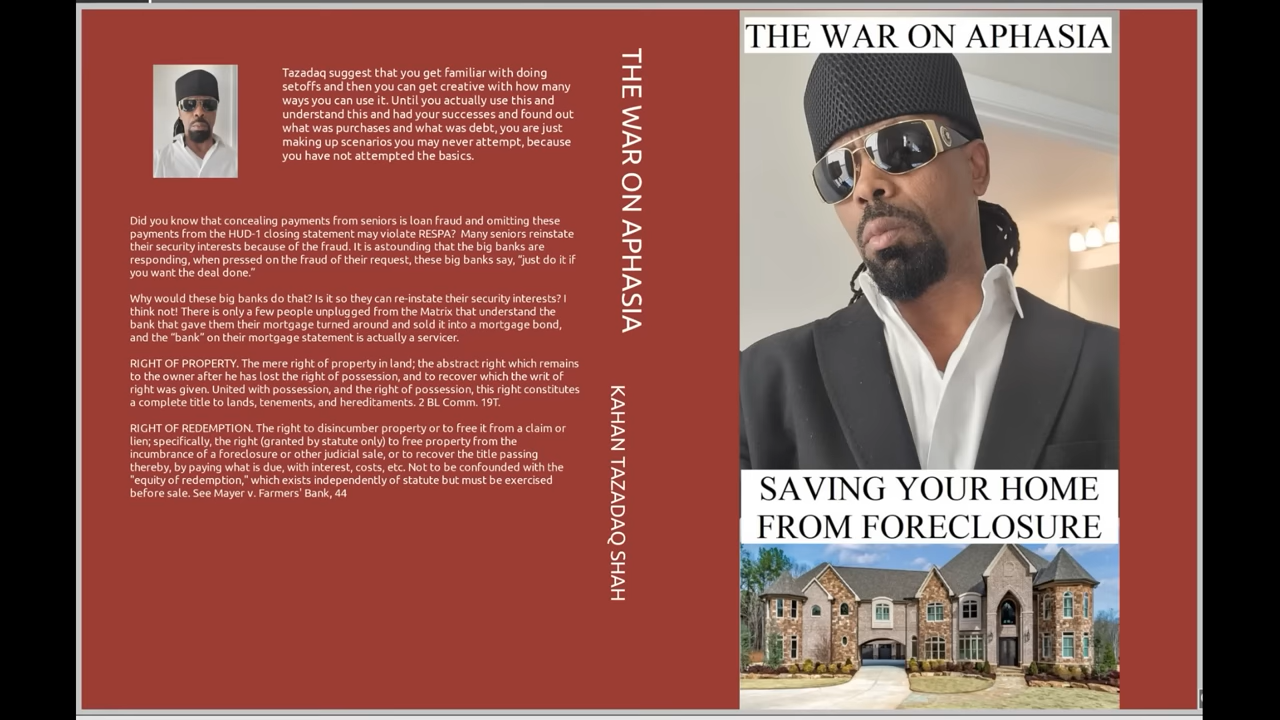 Tazadaq suggest that you get familiar with doing
setoffs and then you can get creative with how many
ways you can use it. Until you actually use this and
understand this and had your successes and found out
what was purchases and what was debt, you are just
making up scenarios you may never attempt, because
you have not attempted the basics.
Did you know that concealing payments from seniors is loan fraud and omitting these
payments from the HUD-1 closing statement may violate RESPA? Many seniors reinstate
their security interests because of the fraud. It is astounding that the big banks are
responding, when pressed on the fraud of their request, these big banks say, “just do it if
you want the deal done.”
Why would these big banks do that? Is it so they can re-instate their security interests? I
think not! There is only a few people unplugged from the Matrix that understand the
bank that gave them their mortgage turned around and sold it into a mortgage bond,
and the “bank” on their mortgage statement is actually a servicer.
RIGHT OF PROPERTY. The mere right of property in land; the abstract right which remains
to the owner after he has lost the right of possession, and to recover which the writ of
right was given. United with possession, and the right of possession, this right constitutes
a complete title to lands, tenements, and hereditaments. 2 BL Comm. 19T.
RIGHT OF REDEMPTION. The right to disincumber property or to free it from a claim or
lien; specifically, the right (granted by statute only) to free property from the
incumbrance of a foreclosure or other judicial sale, or to recover the title passing
thereby, by paying what is due, with interest, costs, etc. Not to be confounded with the
"equity of redemption," which exists independently of statute but must be exercised
before sale. See Mayer v. Farmers' Bank, 44
THE WAR ON APHASIA
KAHAN TAZADAQ SHAH
THE WAR ON APHASIA
SAVING YOUR HOME
FROM FORECLOSURE